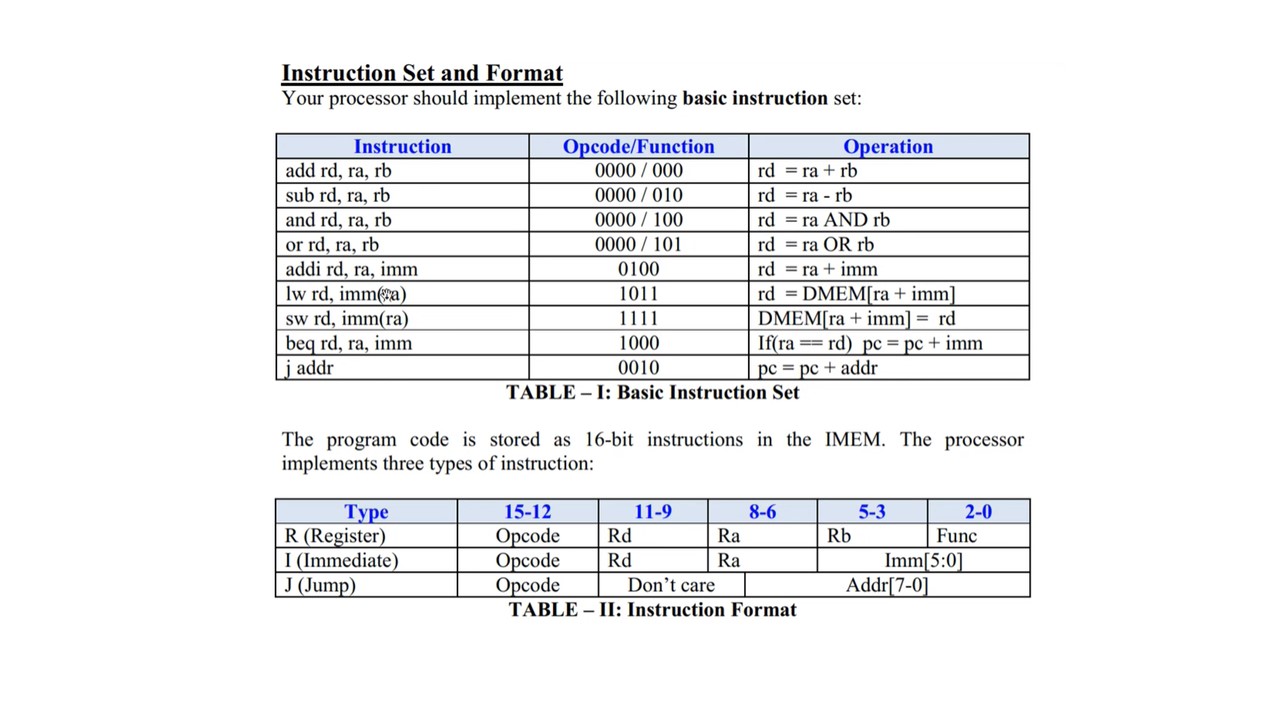 Instruction Set and Format
Your processor should implement the following basic instruction set:
Instruction Opcode/Function Operation
add rd, ra, rb 0000 / 000 rd = ra + rb
sub rd, ra, rb 0000 / 010 rd = ra - rb
and rd, ra, rb 0000 / 100 rd = ra AND rb
or rd, ra, rb 0000 / 101 rd = ra OR rb
addi rd, ra, imm 0100 rd = ra + imm
lw rd, imm(ra) 1011 rd = DMEM[ra + imm]
sw rd, imm(ra) 1111 DMEM[ra + imm] = rd
beq rd, ra, imm 1000 If(ra == rd) pc = pc + imm
j addr 0010 pc = pc + addr
TABLE – I: Basic Instruction Set
The program code is stored as 16-bit instructions in the IMEM. The processor
implements three types of instruction:
Type 15-12 11-9 8-6 5-3 2-0
R (Register) Opcode Rd Ra Rb Func
I (Immediate) Opcode Rd Ra Imm[5:0]
J (Jump) Opcode Don't care Addr[7-0]
TABLE – II: Instruction Format